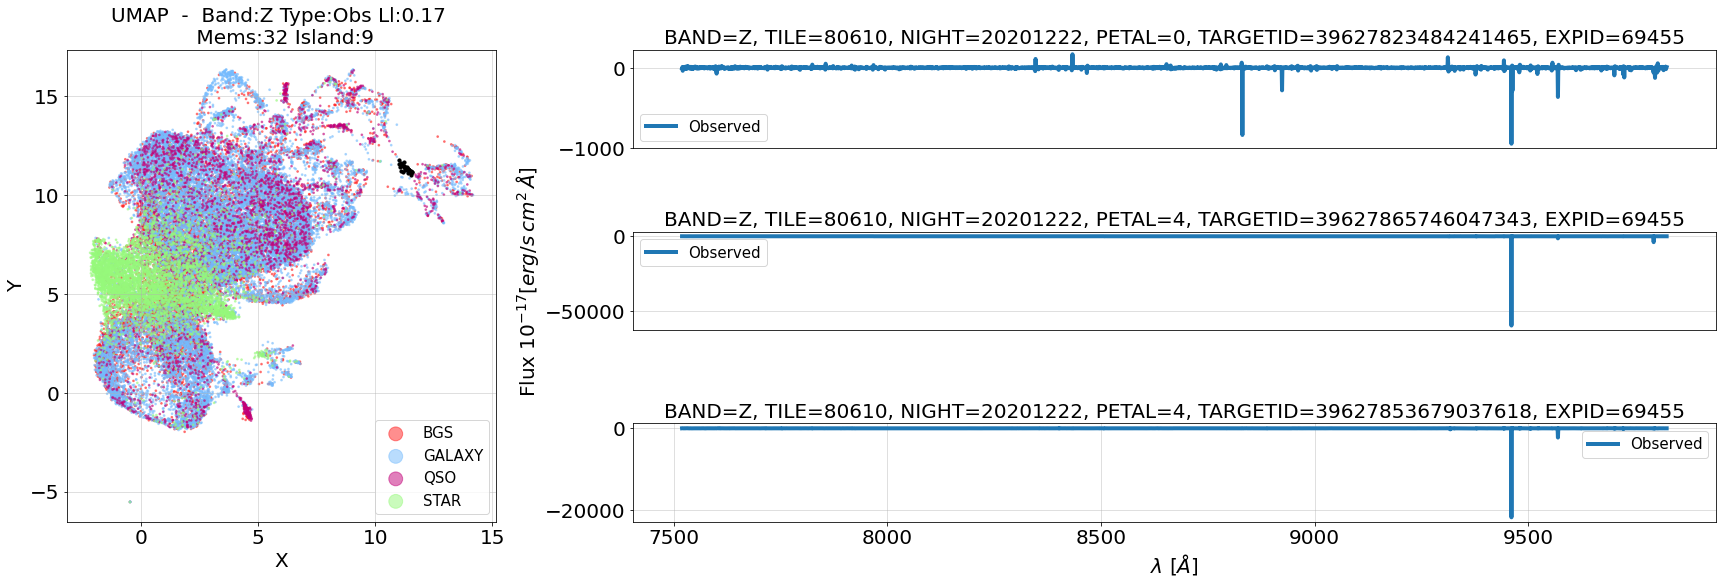 UMAP - Band:Z Type:Obs Ll:0.17
Mems:32 Island:9
Y
15
10
5
0
−5
0
5
10
15
X
BGS
GALAXY
QSO
STAR
Flux 10^{-17}[erg/s cm^2 Å]
BAND=Z, TILE=80610, NIGHT=20201222, PETAL=0, TARGETID=39627823484241465, EXPID=69455
0
−1000
Observed
BAND=Z, TILE=80610, NIGHT=20201222, PETAL=4, TARGETID=39627865746047343, EXPID=69455
0
−50000
Observed
BAND=Z, TILE=80610, NIGHT=20201222, PETAL=4, TARGETID=39627853679037618, EXPID=69455
0
−20000
Observed
7500
8000
8500
9000
9500
λ [Å]